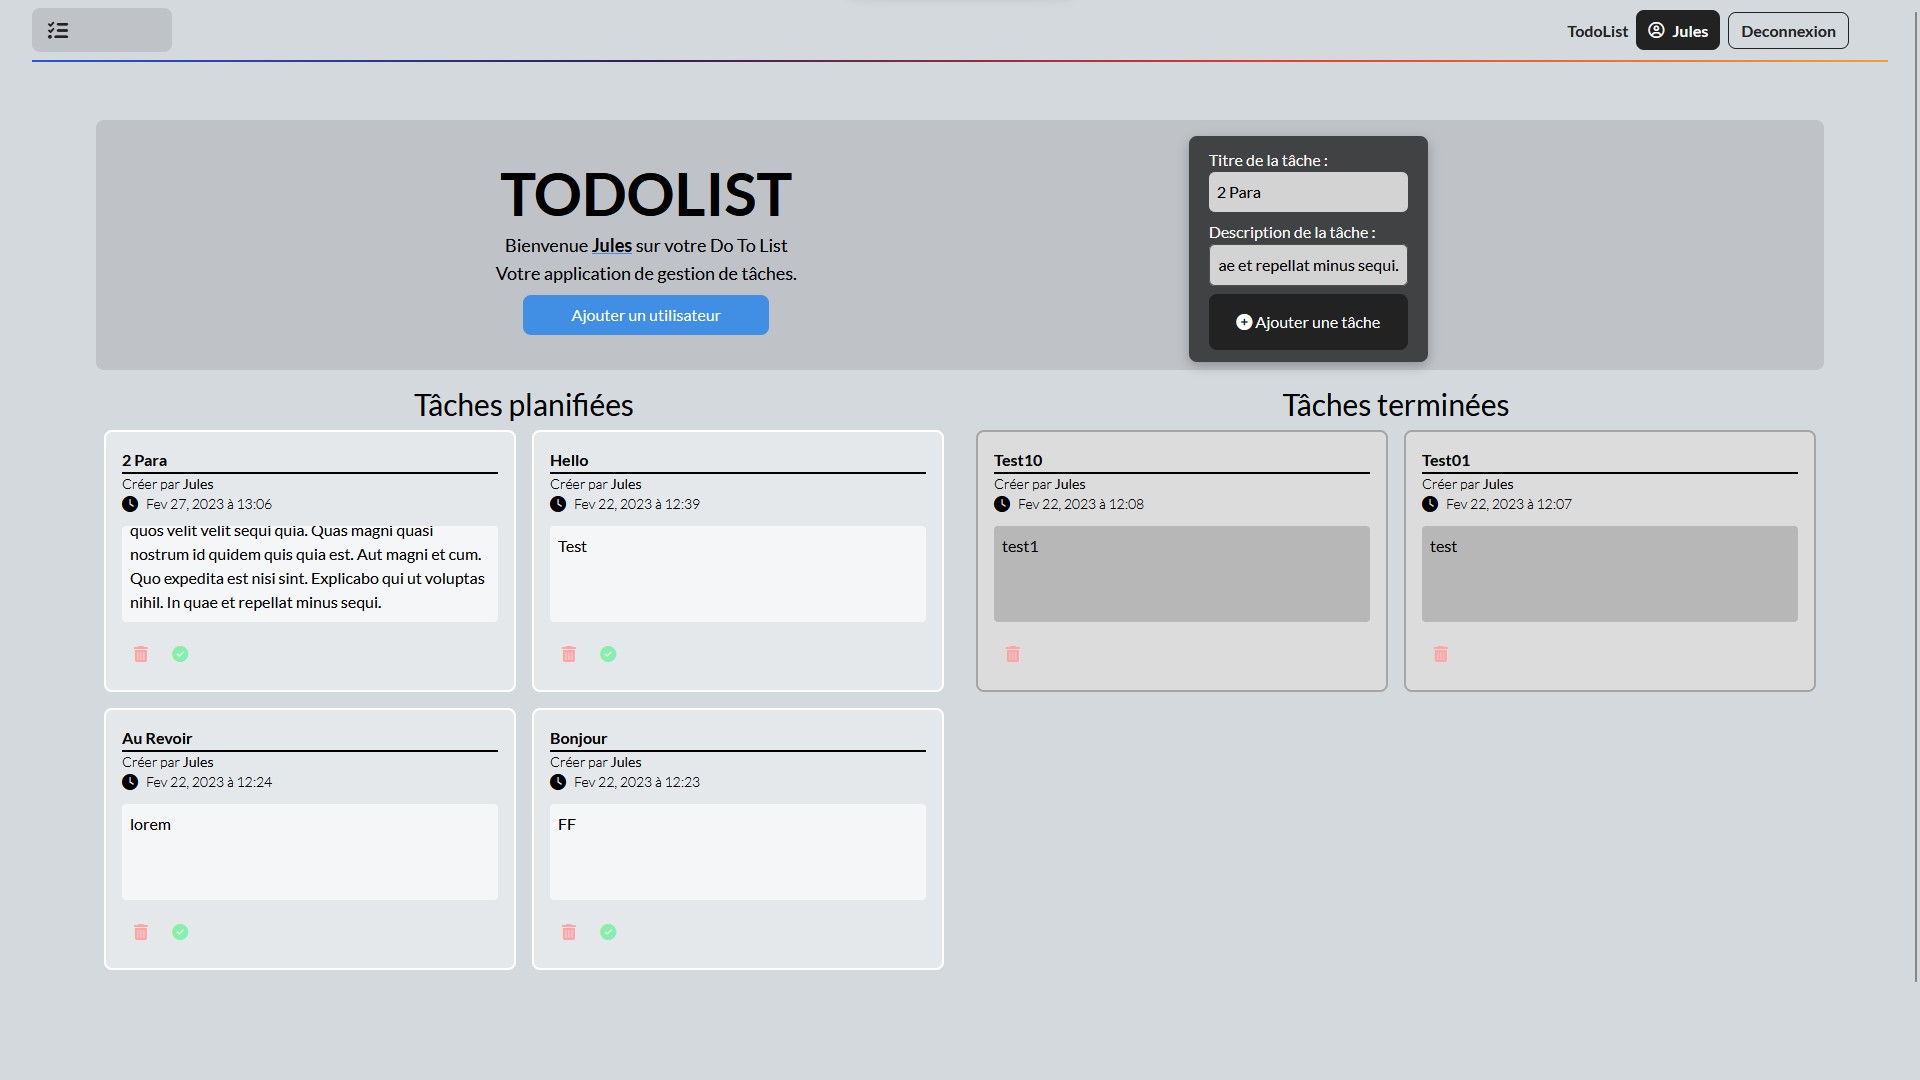 TodoList
Jules
Deconnexion
TODOLIST
Bienvenue Jules sur votre Do To List
Votre application de gestion de tâches.
Ajouter un utilisateur
Titre de la tâche :
2 Para
Description de la tâche :
ae et repellat minus sequi.
Ajouter une tâche
Tâches planifiées
2 Para
Créer par Jules
Fev 27, 2023 à 13:06
quos velit velit sequi quia. Quas magni quasi
nostrum id quidem quis quia est. Aut magni et cum.
Quo expedita est nisi sint. Explicabo qui ut voluptas
nihil. In quae et repellat minus sequi.
Hello
Créer par Jules
Fev 22, 2023 à 12:39
Test
Au Revoir
Créer par Jules
Fev 22, 2023 à 12:24
lorem
Bonjour
Créer par Jules
Fev 22, 2023 à 12:23
FF
Tâches terminées
Test10
Créer par Jules
Fev 22, 2023 à 12:08
test1
Test01
Créer par Jules
Fev 22, 2023 à 12:07
test